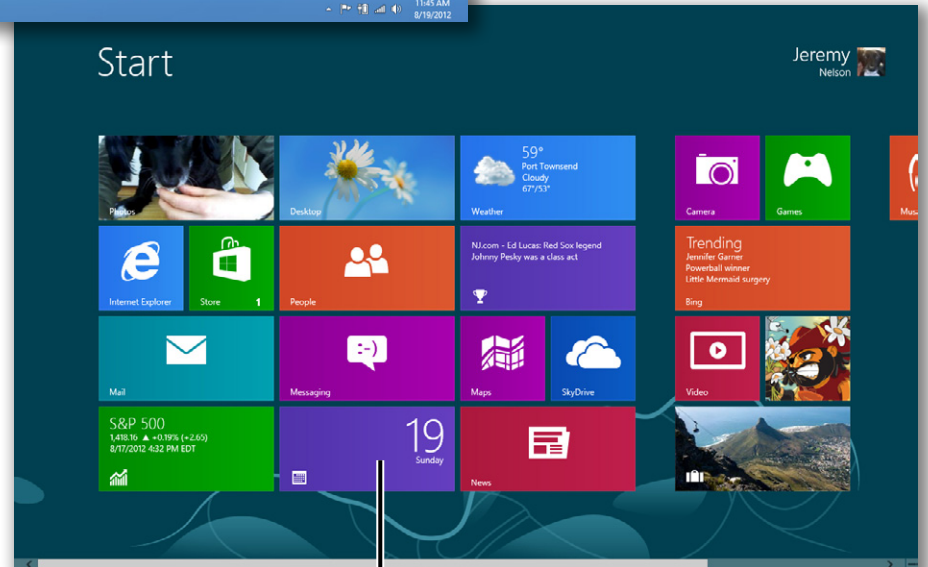 11:45 AM
8/19/2012
Start
Jeremy
Nelson
Photos
Desktop
59°
Port Townsend
Cloudy
67°/53°
Weather
Camera
Games
Internet Explorer
Store 1
People
NJ.com - Ed Lucas: Red Sox legend
Johnny Pesky was a class act
Trending
Jennifer Garner
Powerball winner
Little Mermaid surgery
Bing
Mail
:-)
Messaging
Maps
SkyDrive
Video
S&P 500
1,418.16 ▲ +0.19% (+2.65)
8/17/2012 4:32 PM EDT
19
Sunday
News